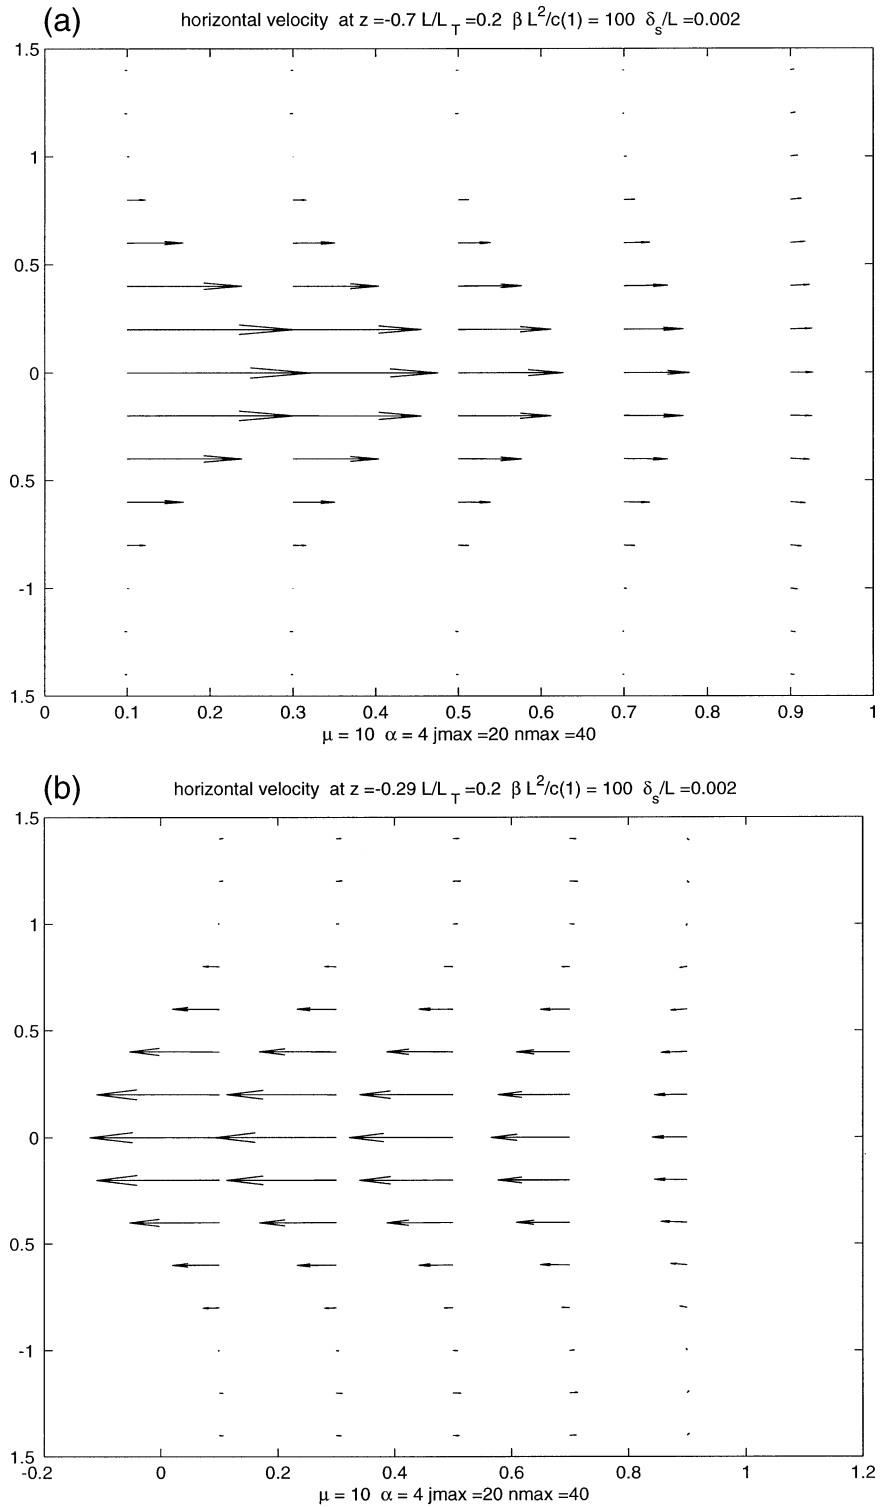 (a)
horizontal velocity at z =-0.7 L/L_T =0.2 β L²/c(1) = 100 δ_s/L =0.002
1.5
1
0.5
0
0.5
-1
1.5
0 0.1 0.2 0.3 0.4 0.5 0.6 0.7 0.8 0.9 1
μ = 10 α = 4 jmax =20 nmax =40
(b)
horizontal velocity at z =-0.29 L/L_T =0.2 β L²/c(1) = 100 δ_s/L =0.002
1.5
1
0.5
0
0.5
-1
1.5
-0.2 0 0.2 0.4 0.6 0.8 1 1.2
μ = 10 α = 4 jmax =20 nmax =40